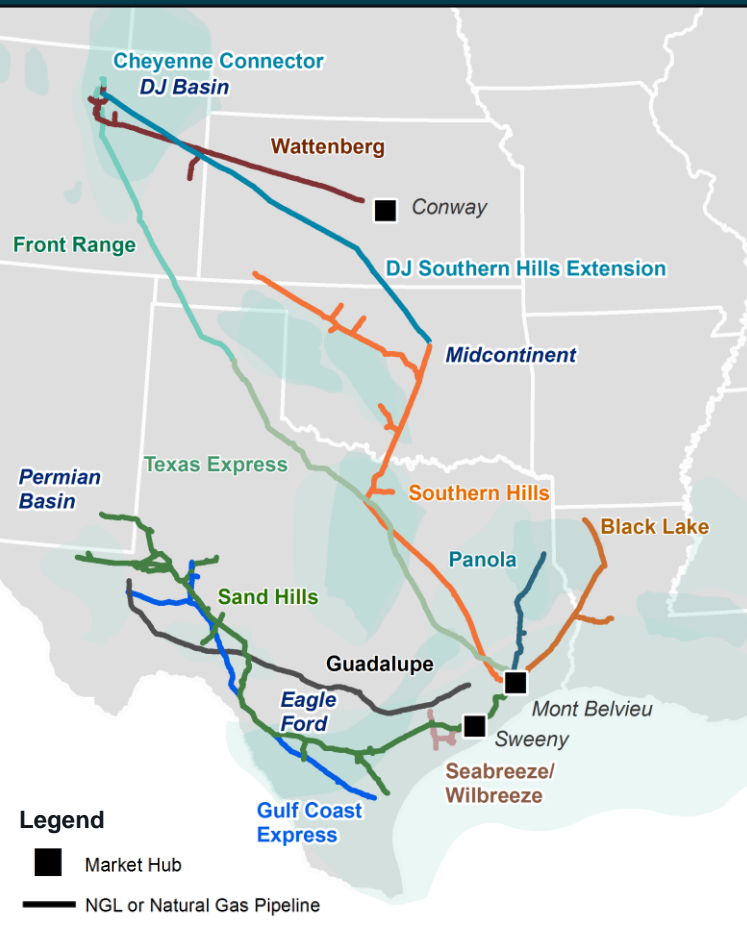 Cheyenne Connector
DJ Basin
Wattenberg
Conway
Front Range
DJ Southern Hills Extension
Midcontinent
Texas Express
Permian
Basin
Southern Hills
Black Lake
Panola
Sand Hills
Guadalupe
Eagle
Ford
Mont Belvieu
Sweeny
Seabreeze/
Wilbreeze
Gulf Coast
Express
Legend
Market Hub
NGL or Natural Gas Pipeline